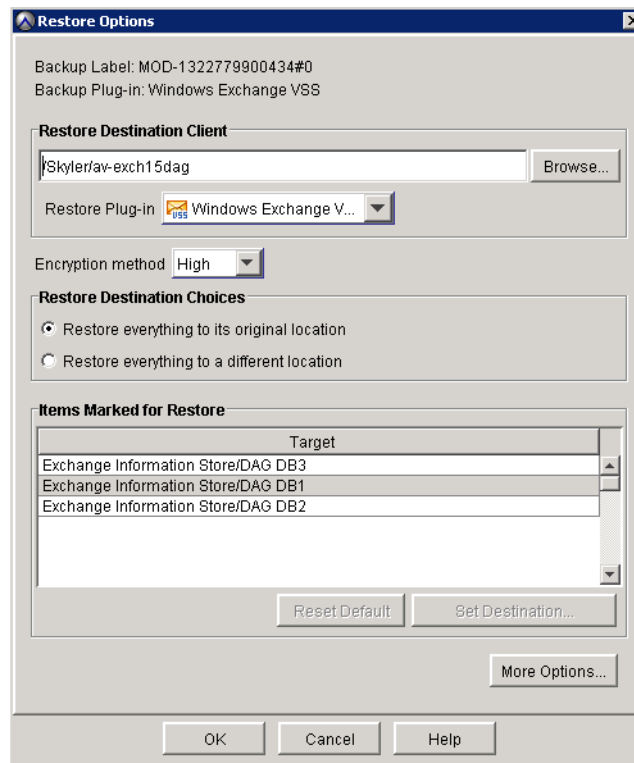 Restore Options
Backup Label: MOD-1322779900434#0
Backup Plug-in: Windows Exchange VSS
Restore Destination Client
/Skyler/av-exch15dag
Browse...
Restore Plug-in VSS Windows Exchange V...
Encryption method High
Restore Destination Choices
Restore everything to its original location
Restore everything to a different location
Items Marked for Restore
Target
Exchange Information Store/DAG DB3
Exchange Information Store/DAG DB1
Exchange Information Store/DAG DB2
Reset Default Set Destination...
More Options...
OK Cancel Help